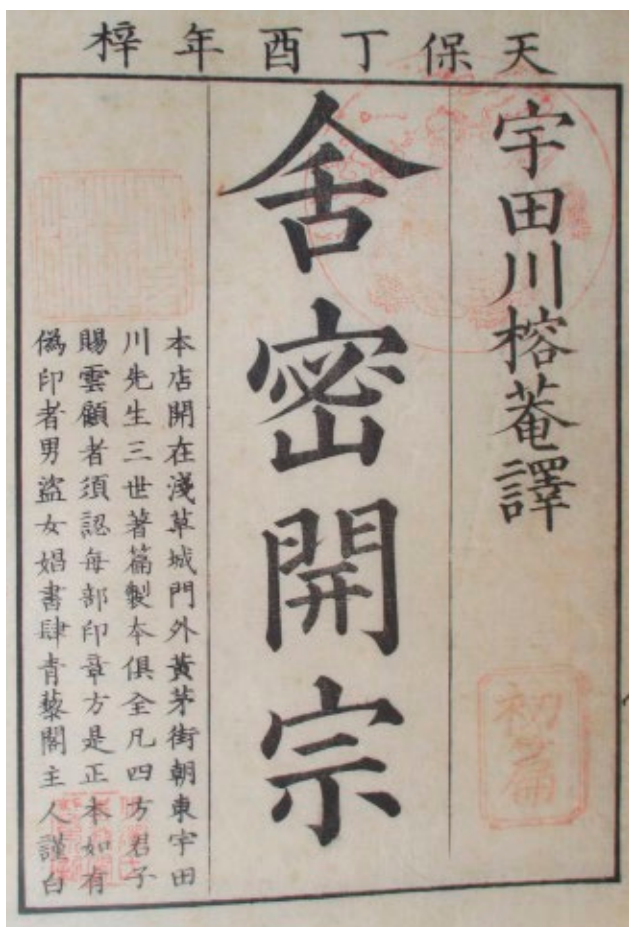 天保丁酉年梓
宇田川榕菴譯
舍密開宗
初篇
本店開在淺草城門外黃茅街朝東宇田
川先生三世著篇製本俱全凡四方君子
賜雲顧者須認每部印章方是正本如有
偽印者男盜女娼書肆青藜閣主人謹白